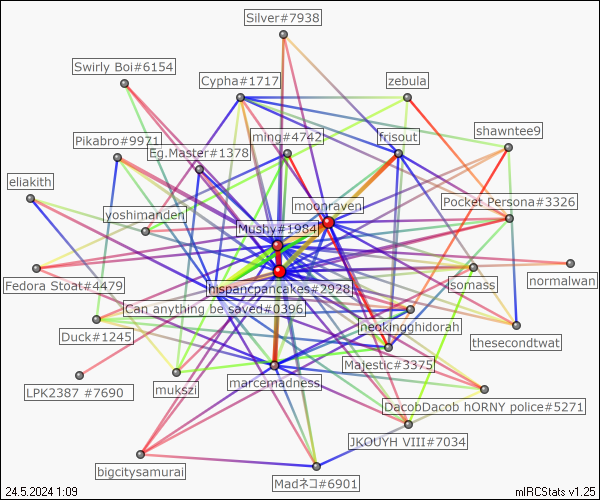 Silver#7938
Swirly Boi#6154
Cypha#1717
zebula
ming#4742
frisout
shawntee9
Pikabro#9971
Eg.Master#1378
eliakith
moonraven
Pocket Persona#3326
yoshimanden
Mushy#1984
Fedora Stoat#4479
hispancpancakes#2928
somass
normalwan
Can anything be saved#0396
neokingghidorah
Duck#1245
thesecondtwat
Majestic#3375
LPK2387 #7690
mukszi
marcemadness
DacobDacob hORNY police#5271
JKOUYH VIII#7034
bigcitysamurai
Madネコ#6901
24.5.2024 1:09
mIRCStats v1.25